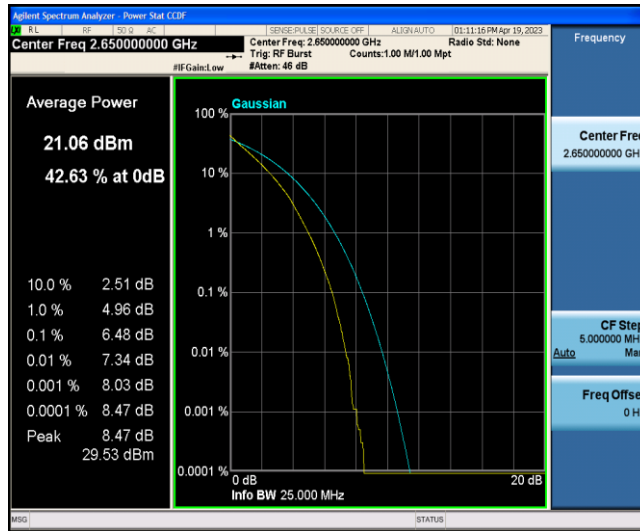 Agilent Spectrum Analyzer - Power Stat CCDF
RL RF 50 Ω AC SENSE:PULSE SOURCE OFF ALIGNAUTO 01:11:16 PM Apr 19, 2023
Center Freq 2.650000000 GHz
Center Freq: 2.650000000 GHz Radio Std: None
Trig: RF Burst Counts:1.00 M/1.00 Mpt
#IFGain:Low #Atten: 46 dB
Frequency
Average Power
21.06 dBm
42.63 % at 0dB
10.0 % 2.51 dB
1.0 % 4.96 dB
0.1 % 6.48 dB
0.01 % 7.34 dB
0.001 % 8.03 dB
0.0001 % 8.47 dB
Peak 8.47 dB
29.53 dBm
Gaussian
100 %
10 %
1 %
0.1 %
0.01 %
0.001 %
0.0001 %
0 dB 20 dB
Info BW 25.000 MHz
Center Freq
2.650000000 GH
CF Step
5.000000 MH
Auto Ma
Freq Offse
0 H
MSG STATUS